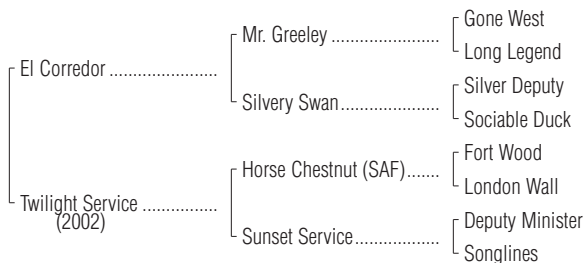 Gone West
Mr. Greeley ........................
Long Legend
El Corredor ........................
Silver Deputy
Silvery Swan ......................
Sociable Duck
Fort Wood
Horse Chestnut (SAF) .......
London Wall
Twilight Service .................
(2002)
Deputy Minister
Sunset Service ...................
Songlines